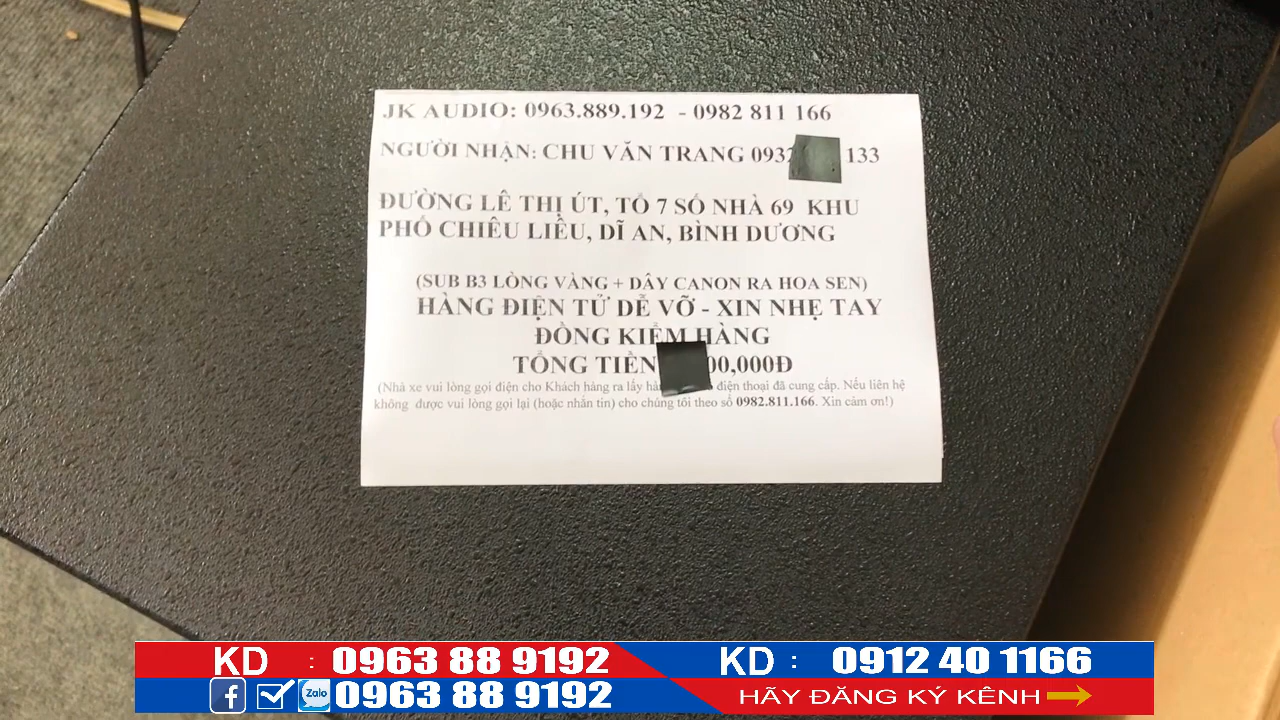 JK AUDIO: 0963.889.192 - 0982 811 166
NGƯỜI NHẬN: CHU VĂN TRANG 0932 133
ĐƯỜNG LÊ THỊ ÚT, TỔ 7 SỐ NHÀ 69 KHU
PHỐ CHIÊU LIÊU, DĨ AN, BÌNH DƯƠNG
(SUB B3 LÒNG VÀNG + DÂY CANON RA HOA SEN)
HÀNG ĐIỆN TỬ DỄ VỠ - XIN NHẸ TAY
ĐỒNG KIỂM HÀNG
TỔNG TIỀN 00,000Đ
(Nhà xe vui lòng gọi điện cho Khách hàng ra lấy điện thoại đã cung cấp. Nếu liên hệ
không được vui lòng gọi lại (hoặc nhắn tin) cho chúng tôi theo số 0982.811.166. Xin cảm ơn!)
KD : 0963 88 9192 KD : 0912 40 1166
f Zalo 0963 88 9192 HÃY ĐĂNG KÝ KÊNH